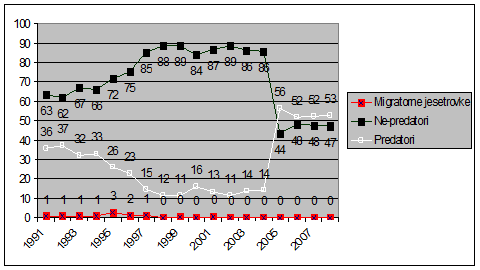 100
90
80
70
60
50
40
30
20
10
0
63 62 67 66 72 75 85 88 89 84 87 89 86 86 44 48 48 47
36 37 32 33 26 23 15 12 11 16 13 11 14 14 56 52 52 53
1 1 1 1 3 2 1 0 0 0 0 0 0 0 0 0 0 0
1991 1993 1995 1997 1999 2001 2003 2005 2007
Migratorne jesetrovke
Ne-predatori
Predatori